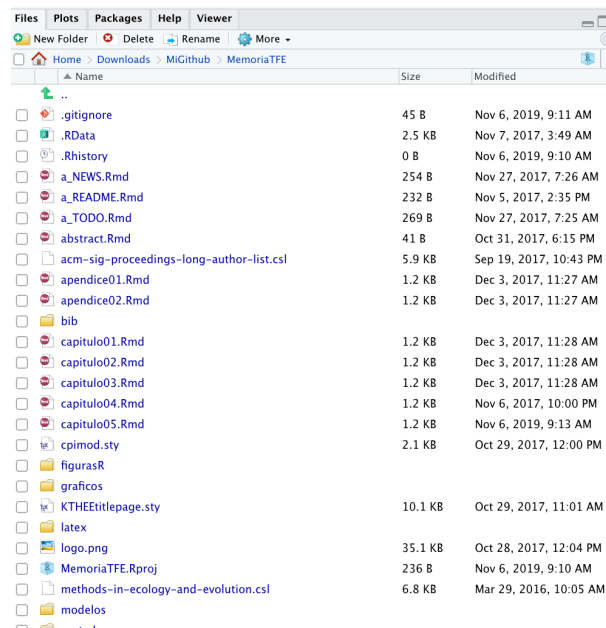 Files Plots Packages Help Viewer
New Folder Delete Rename More
Home > Downloads > MiGithub > MemoriaTFE
Name Size Modified
..
.gitignore 45 B Nov 6, 2019, 9:11 AM
.RData 2.5 KB Nov 7, 2017, 3:49 AM
.Rhistory 0 B Nov 6, 2019, 9:10 AM
a_NEWS.Rmd 254 B Nov 27, 2017, 7:26 AM
a_README.Rmd 232 B Nov 5, 2017, 2:35 PM
a_TODO.Rmd 269 B Nov 27, 2017, 7:25 AM
abstract.Rmd 41 B Oct 31, 2017, 6:15 PM
acm-sig-proceedings-long-author-list.csl 5.9 KB Sep 19, 2017, 10:43 PM
apendice01.Rmd 1.2 KB Dec 3, 2017, 11:27 AM
apendice02.Rmd 1.2 KB Dec 3, 2017, 11:27 AM
bib
capitulo01.Rmd 1.2 KB Dec 3, 2017, 11:28 AM
capitulo02.Rmd 1.2 KB Dec 3, 2017, 11:28 AM
capitulo03.Rmd 1.2 KB Dec 3, 2017, 11:28 AM
capitulo04.Rmd 1.2 KB Nov 6, 2017, 10:00 PM
capitulo05.Rmd 1.2 KB Nov 6, 2019, 9:13 AM
cpimod.sty 2.1 KB Oct 29, 2017, 12:00 PM
figurasR
graficos
KTHEEtitlepage.sty 10.1 KB Oct 29, 2017, 11:01 AM
latex
logo.png 35.1 KB Oct 28, 2017, 12:04 PM
MemoriaTFE.Rproj 236 B Nov 6, 2019, 9:10 AM
methods-in-ecology-and-evolution.csl 6.8 KB Mar 29, 2016, 10:05 AM
modelos